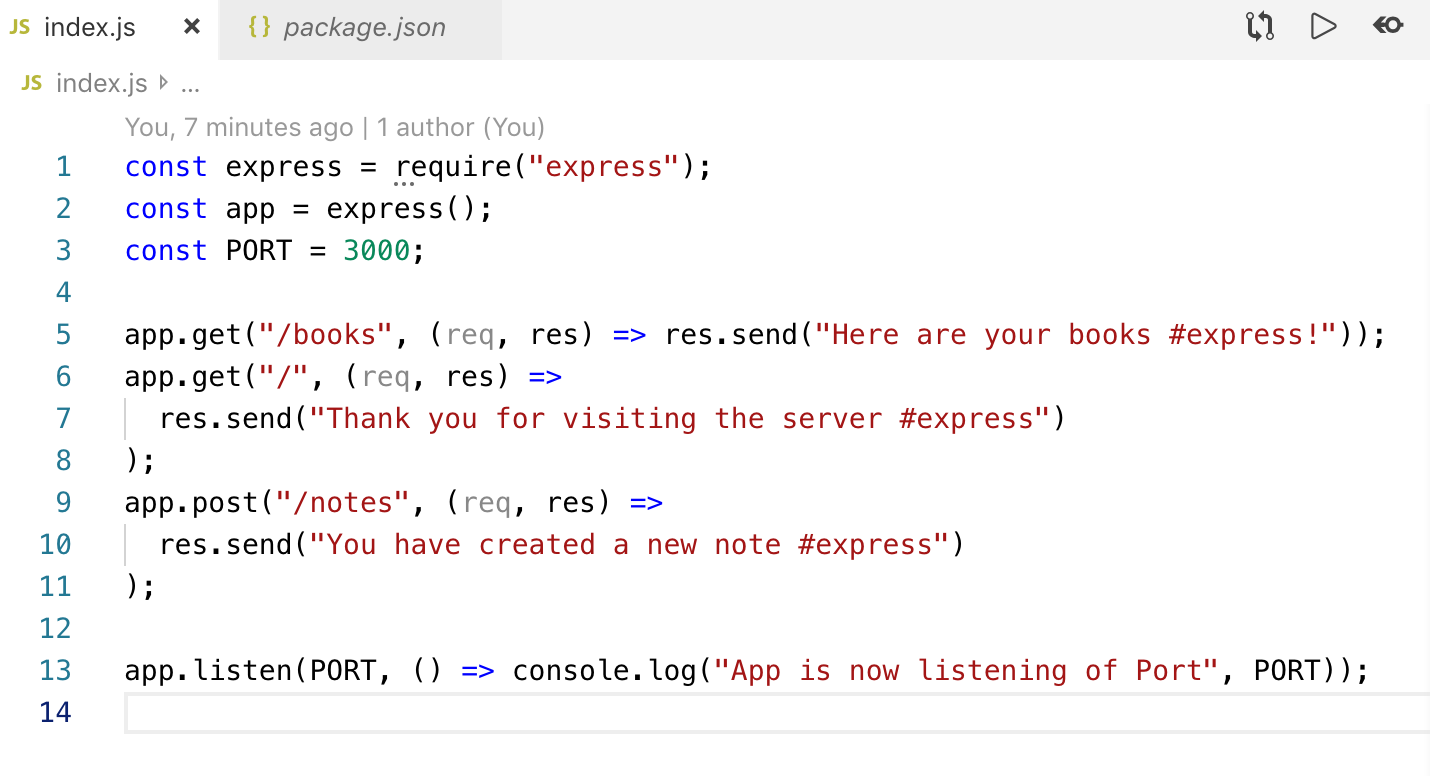 JS index.js × {} package.json
JS index.js ...
You, 7 minutes ago | 1 author (You)
1 const express = require("express");
2 const app = express();
3 const PORT = 3000;
4
5 app.get("/books", (req, res) => res.send("Here are your books #express!"));
6 app.get("/", (req, res) =>
7   res.send("Thank you for visiting the server #express")
8 );
9 app.post("/notes", (req, res) =>
10   res.send("You have created a new note #express")
11 );
12
13 app.listen(PORT, () => console.log("App is now listening of Port", PORT));
14